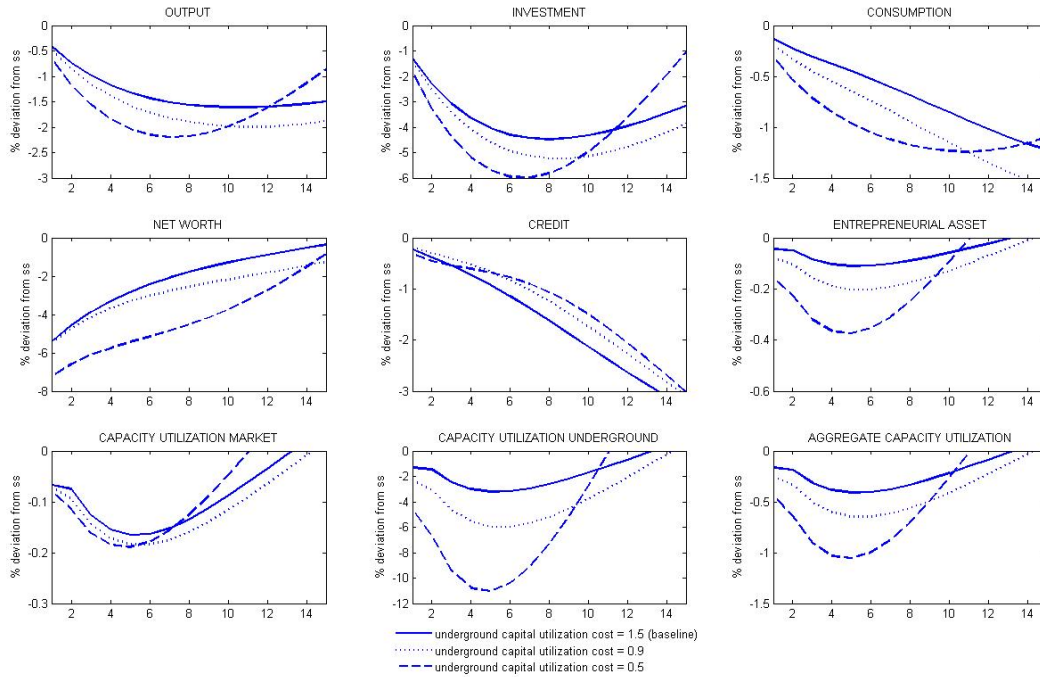 OUTPUT
INVESTMENT
CONSUMPTION
% deviation from ss
0
-0.5
-1
-1.5
-2
-2.5
-3
2 4 6 8 10 12 14
% deviation from ss
0
-1
-2
-3
-4
-5
-6
2 4 6 8 10 12 14
% deviation from ss
0
-0.5
-1
-1.5
2 4 6 8 10 12 14
NET WORTH
CREDIT
ENTREPRENEURIAL ASSET
% deviation from ss
0
-2
-4
-6
-8
2 4 6 8 10 12 14
% deviation from ss
0
-1
-2
-3
2 4 6 8 10 12 14
% deviation from ss
0
-0.2
-0.4
-0.6
2 4 6 8 10 12 14
CAPACITY UTILIZATION MARKET
CAPACITY UTILIZATION UNDERGROUND
AGGREGATE CAPACITY UTILIZATION
% deviation from ss
0
-0.1
-0.2
-0.3
2 4 6 8 10 12 14
% deviation from ss
0
-2
-4
-6
-8
-10
-12
2 4 6 8 10 12 14
% deviation from ss
0
-0.5
-1
-1.5
2 4 6 8 10 12 14
underground capital utilization cost = 1.5 (baseline)
underground capital utilization cost = 0.9
underground capital utilization cost = 0.5